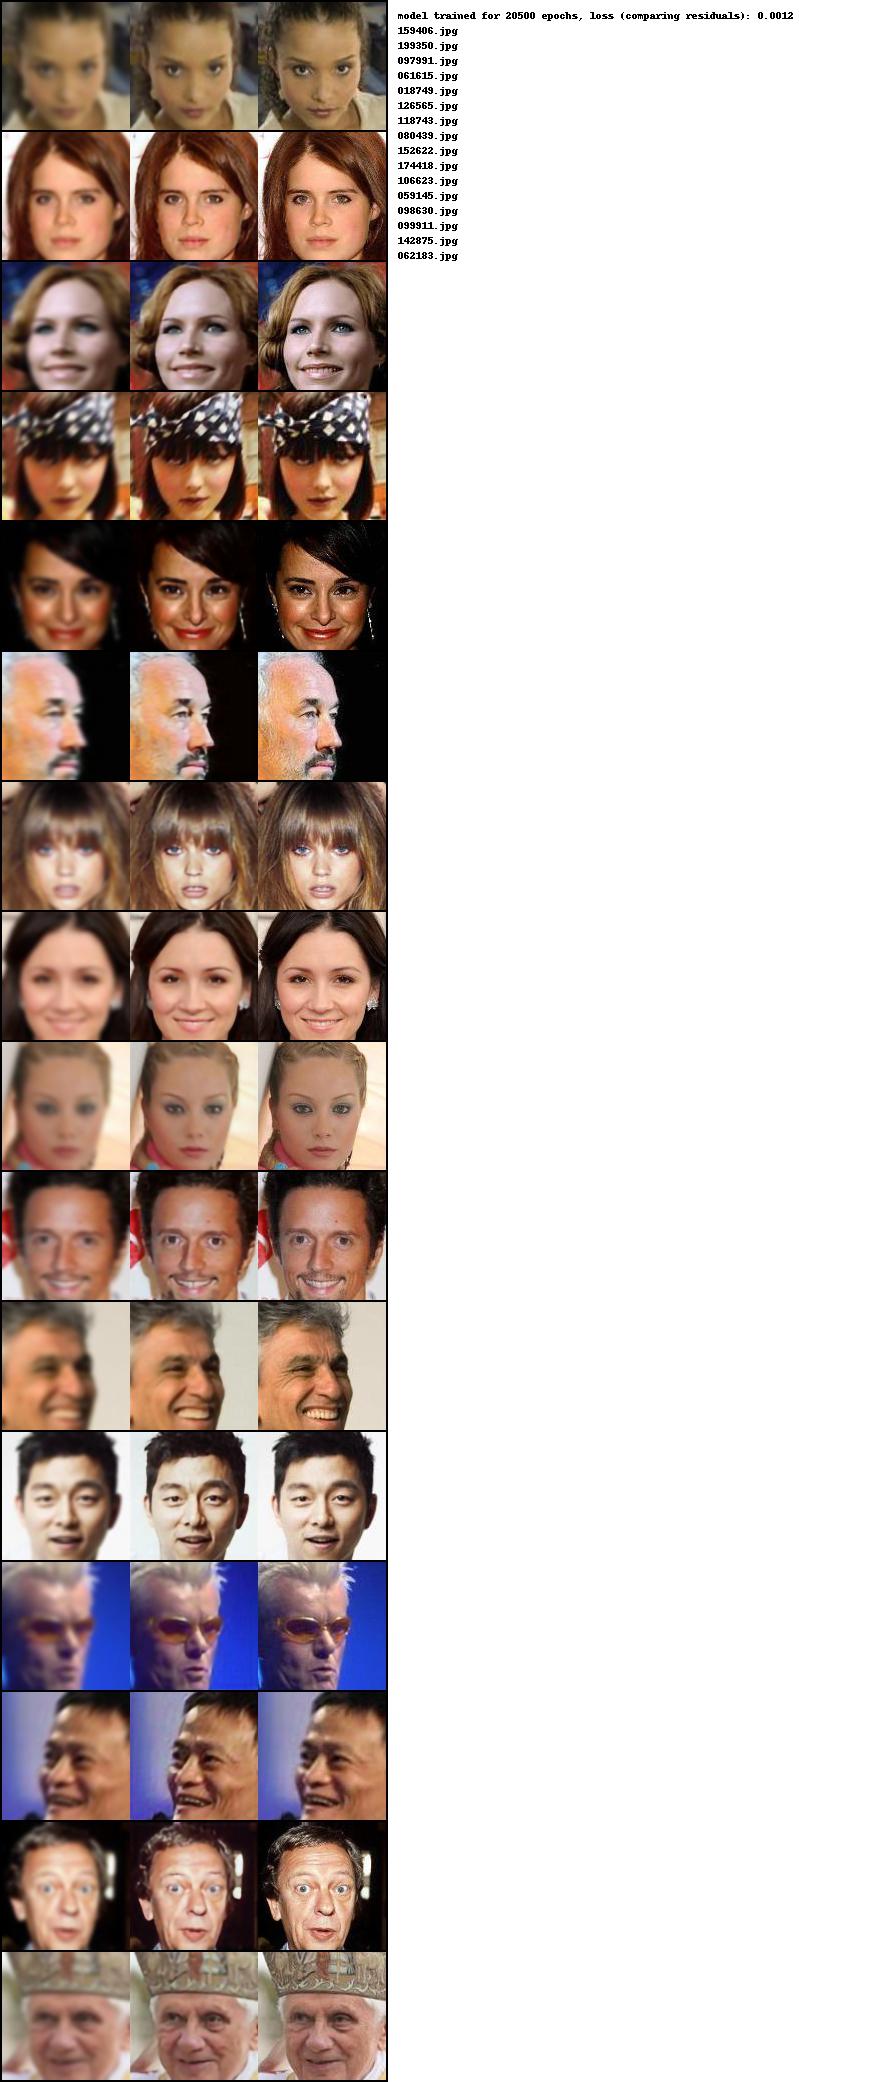 model trained for 20500 epochs, loss (comparing residuals): 0.0012
159406.jpg
199350.jpg
097991.jpg
061615.jpg
018749.jpg
126565.jpg
118743.jpg
080439.jpg
152622.jpg
174418.jpg
106623.jpg
059145.jpg
098630.jpg
099911.jpg
142875.jpg
062183.jpg